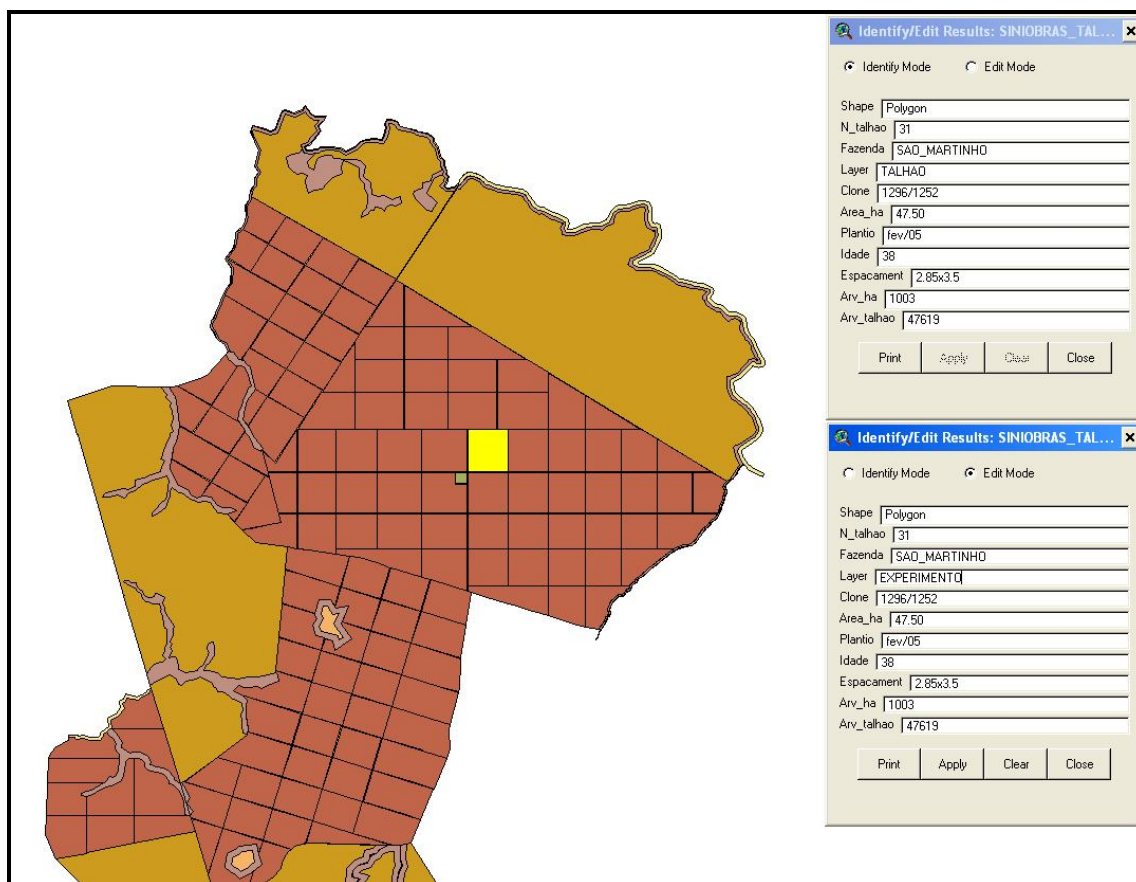 Identify/Edit Results: SINIOBRAS_TAL...
Identify Mode Edit Mode
Shape Polygon
N_talhao 31
Fazenda SAO_MARTINHO
Layer TALHAO
Clone 1296/1252
Area_ha 47.50
Plantio fev/05
Idade 38
Espacament 2.85x3.5
Arv_ha 1003
Arv_talhao 47619
Print Apply Clear Close
Identify/Edit Results: SINIOBRAS_TAL...
Identify Mode Edit Mode
Shape Polygon
N_talhao 31
Fazenda SAO_MARTINHO
Layer EXPERIMENTO
Clone 1296/1252
Area_ha 47.50
Plantio fev/05
Idade 38
Espacament 2.85x3.5
Arv_ha 1003
Arv_talhao 47619
Print Apply Clear Close